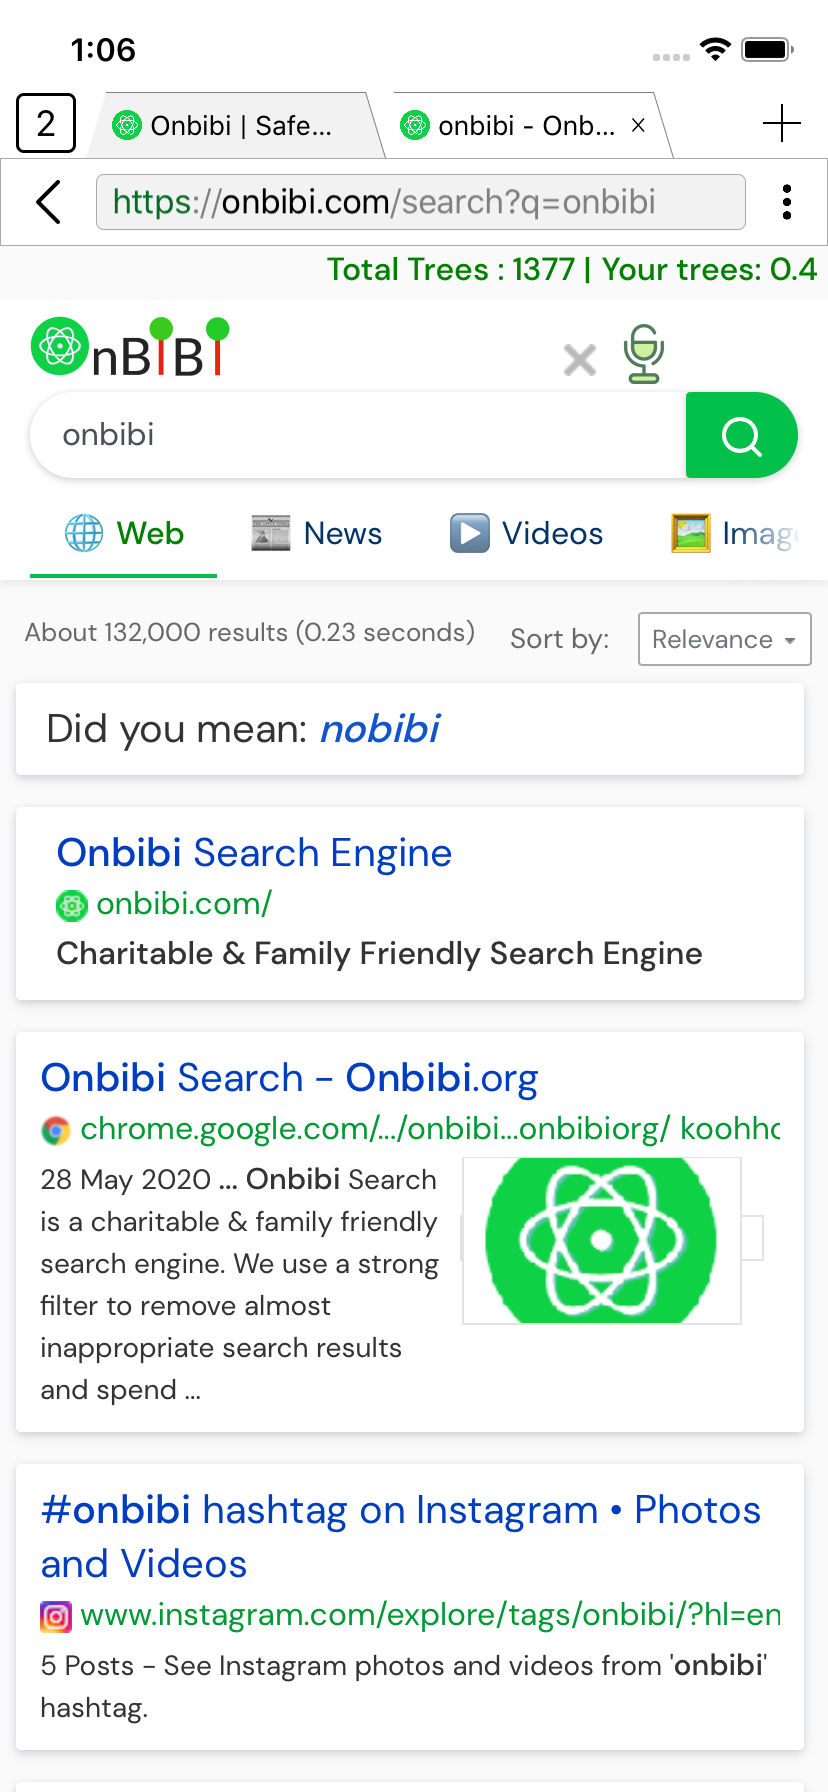 1:06
2
Onbibi | Safe...
onbibi - Onb...
https://onbibi.com/search?q=onbibi
Total Trees : 1377 | Your trees: 0.4
OnBiBi
onbibi
Web
News
Videos
Imag
About 132,000 results (0.23 seconds)
Sort by:
Relevance
Did you mean: nobibi
Onbibi Search Engine
onbibi.com/
Charitable & Family Friendly Search Engine
Onbibi Search - Onbibi.org
chrome.google.com/.../onbibi...onbibiorg/ koohhc
28 May 2020 ... Onbibi Search
is a charitable & family friendly
search engine. We use a strong
filter to remove almost
inappropriate search results
and spend ...
#onbibi hashtag on Instagram • Photos
and Videos
www.instagram.com/explore/tags/onbibi/?hl=en
5 Posts - See Instagram photos and videos from 'onbibi'
hashtag.